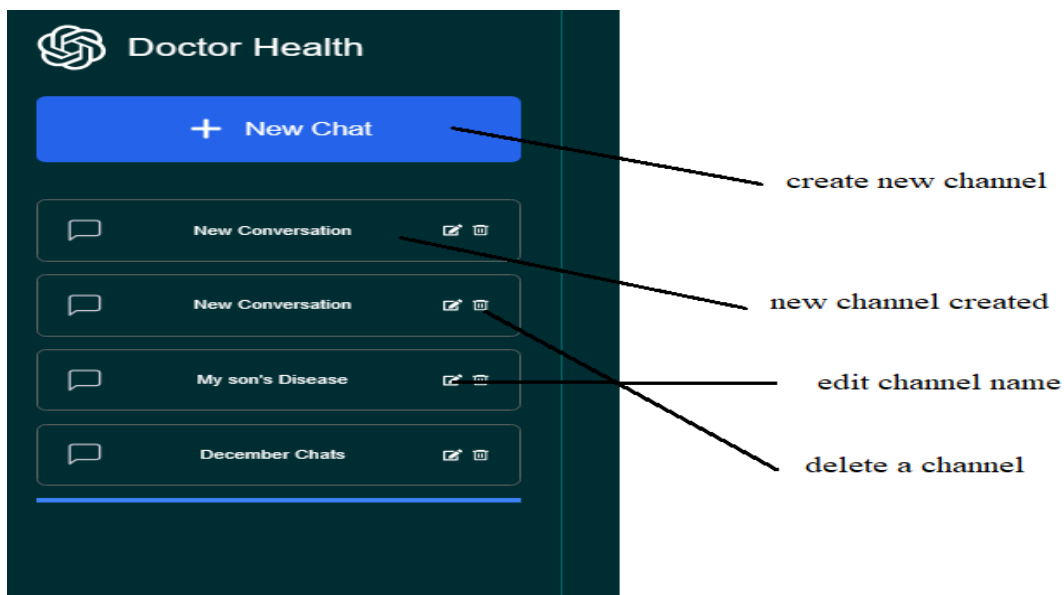 Doctor Health
+ New Chat
create new channel
New Conversation
new channel created
New Conversation
My son's Disease
edit channel name
December Chats
delete a channel